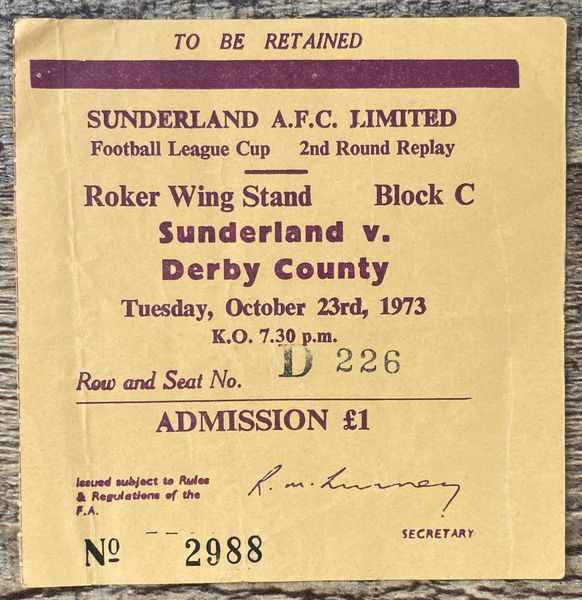 TO BE RETAINED
SUNDERLAND A.F.C. LIMITED
Football League Cup 2nd Round Replay
Roker Wing Stand Block C
Sunderland v.
Derby County
Tuesday, October 23rd, 1973
K.O. 7.30 p.m.
Row and Seat No. D 226
ADMISSION £1
Issued subject to Rules
& Regulations of the
F.A.
SECRETARY
Nº -- 2988